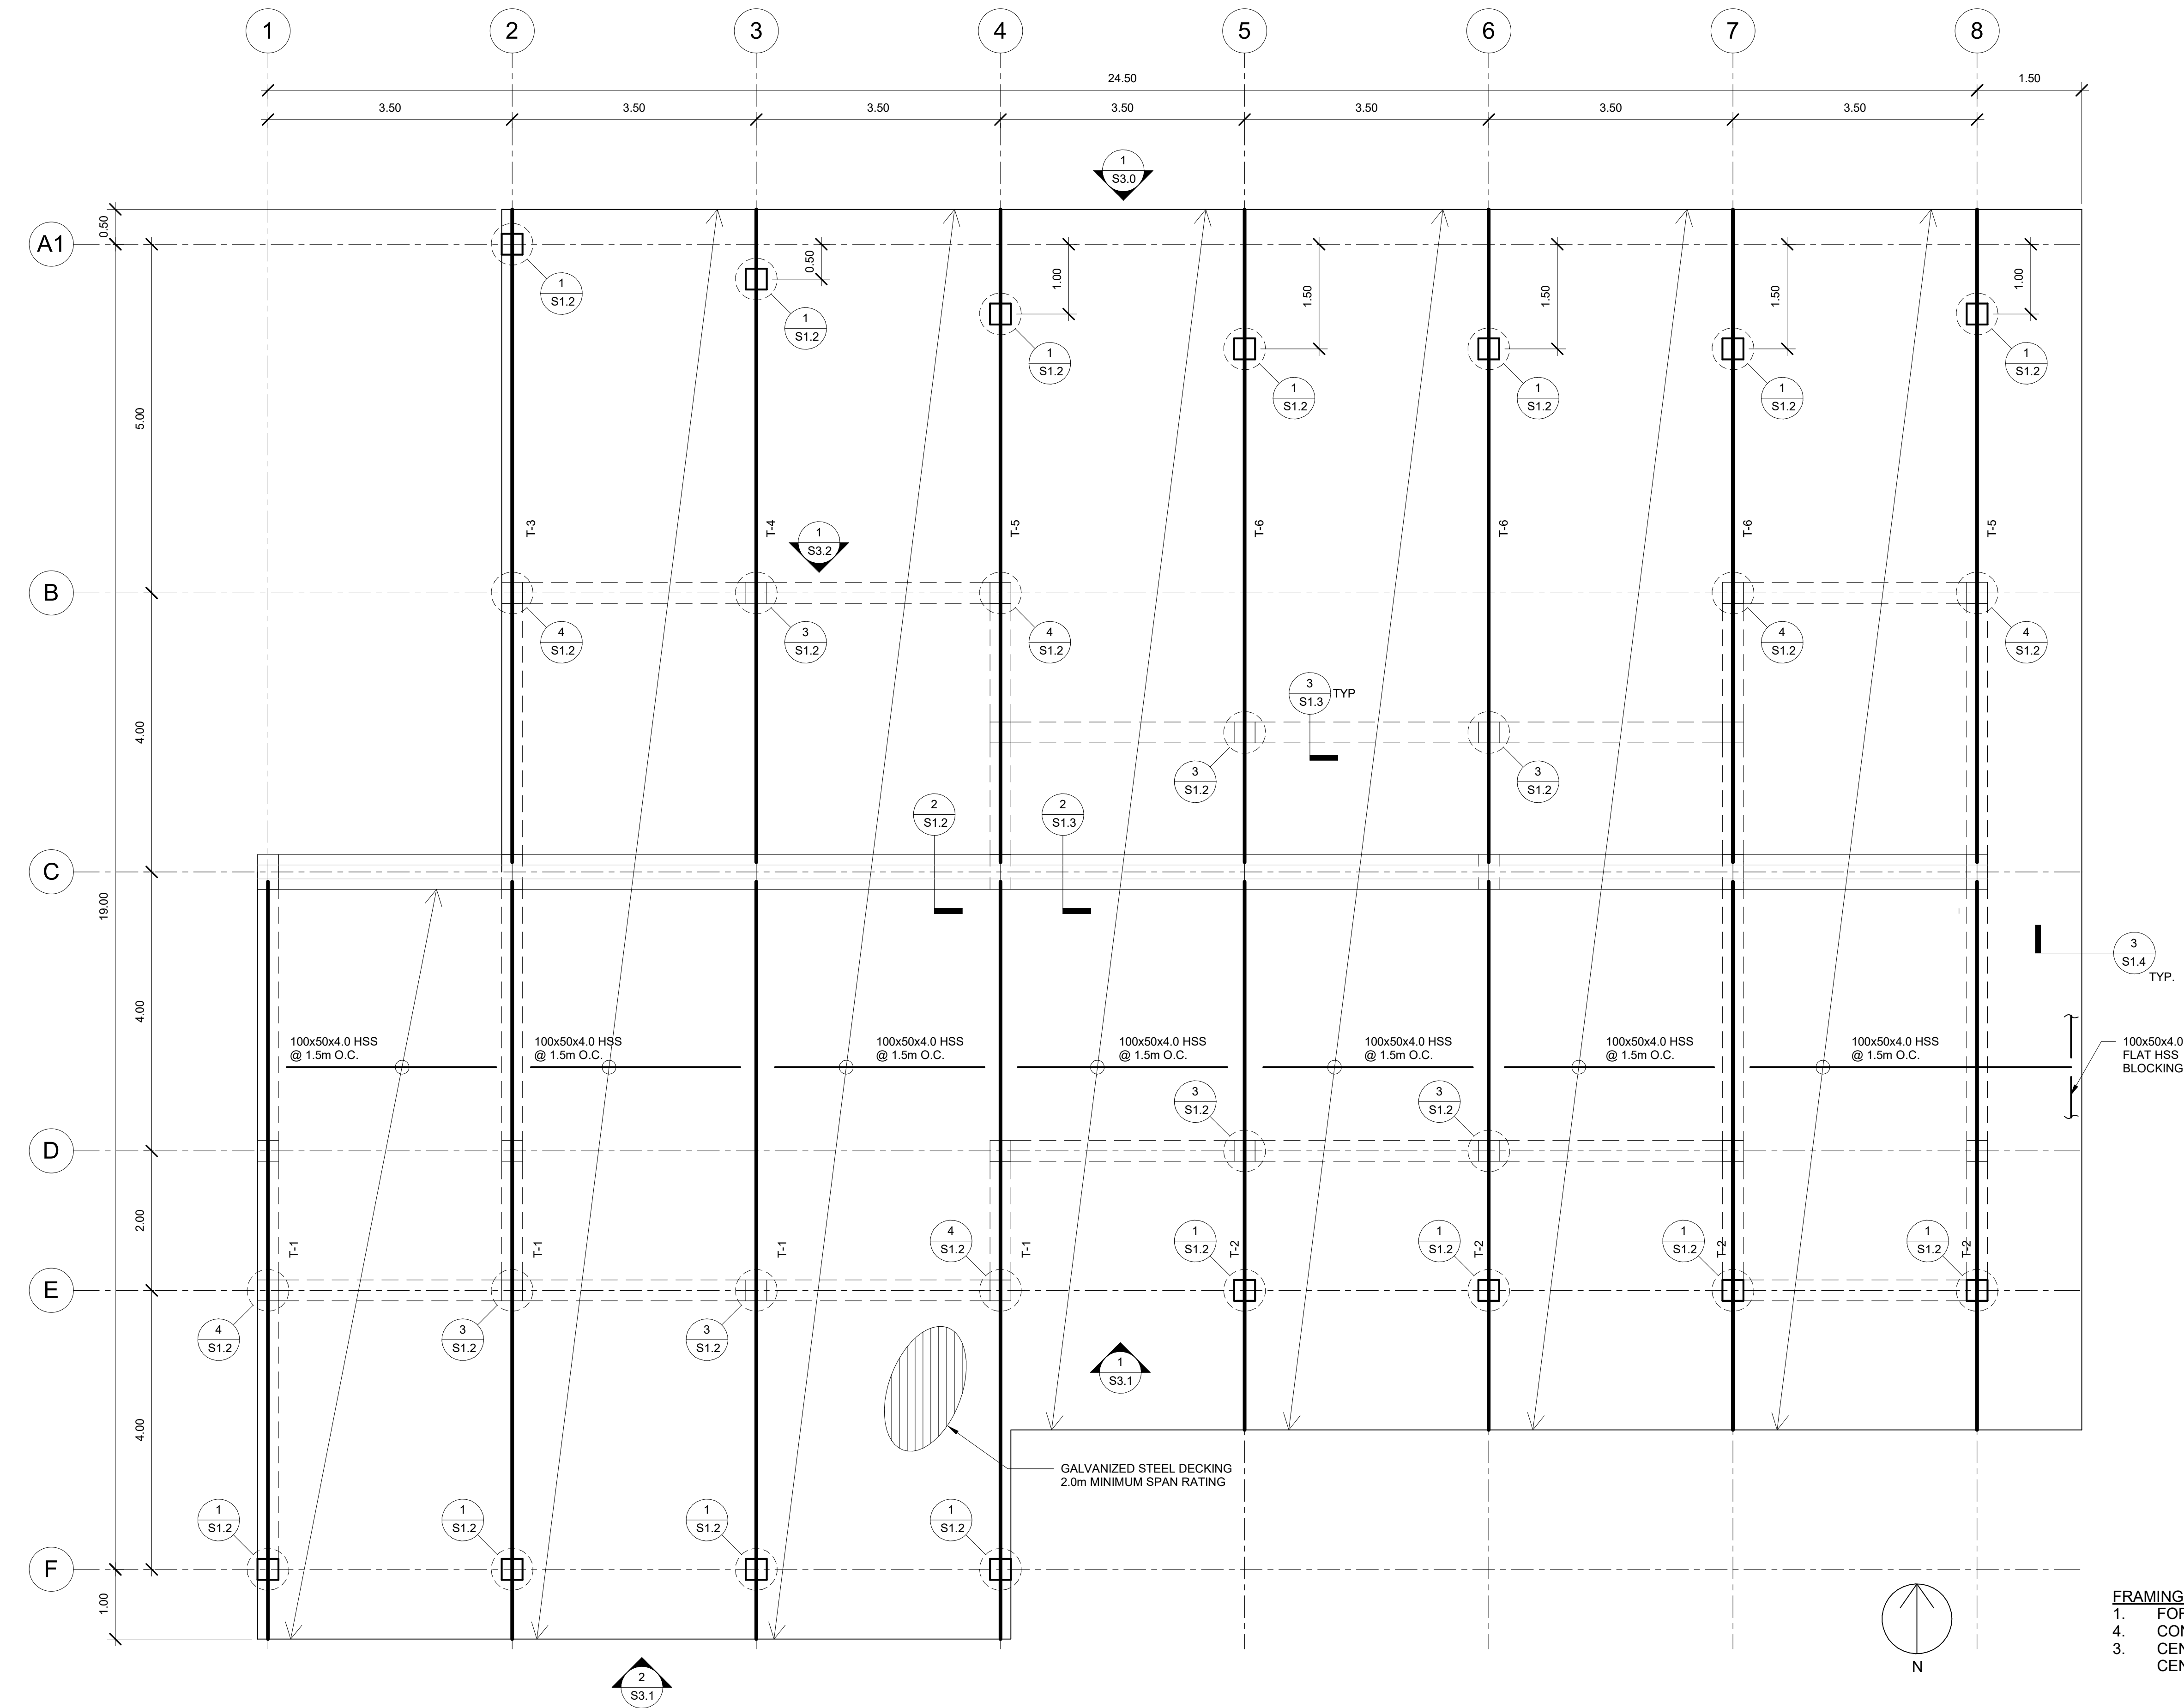 1
2
3
4
5
6
7
8
24.50
1.50
3.50
3.50
3.50
3.50
3.50
3.50
3.50
1
S3.0
0.50
A1
1
S1.2
0.50
1
S1.2
1.00
1
S1.2
1.50
1
S1.2
1.50
1
S1.2
1.50
1
S1.2
1.00
1
S1.2
5.00
T-3
T-4
T-5
T-6
T-6
T-6
T-5
1
S3.2
B
4
S1.2
3
S1.2
4
S1.2
4
S1.2
4
S1.2
3
S1.3
TYP
4.00
3
S1.2
3
S1.2
2
S1.2
2
S1.3
C
19.00
3
S1.4
TYP.
4.00
100x50x4.0 HSS
@ 1.5m O.C.
100x50x4.0 HSS
@ 1.5m O.C.
100x50x4.0 HSS
@ 1.5m O.C.
100x50x4.0 HSS
@ 1.5m O.C.
100x50x4.0 HSS
@ 1.5m O.C.
100x50x4.0 HSS
@ 1.5m O.C.
100x50x4.0 HSS
@ 1.5m O.C.
100x50x4.0
FLAT HSS
BLOCKING
3
S1.2
3
S1.2
D
2.00
T-1
T-1
T-1
4
S1.2
T-1
1
S1.2
T-2
1
S1.2
T-2
1
S1.2
T-2
1
S1.2
T-2
E
4
S1.2
3
S1.2
3
S1.2
1
S3.1
4.00
GALVANIZED STEEL DECKING
2.0m MINIMUM SPAN RATING
1
S1.2
1
S1.2
1
S1.2
1
S1.2
F
1.00
N
2
S3.1
FRAMING
1. FOR
4. CON
3. CEN
CEN